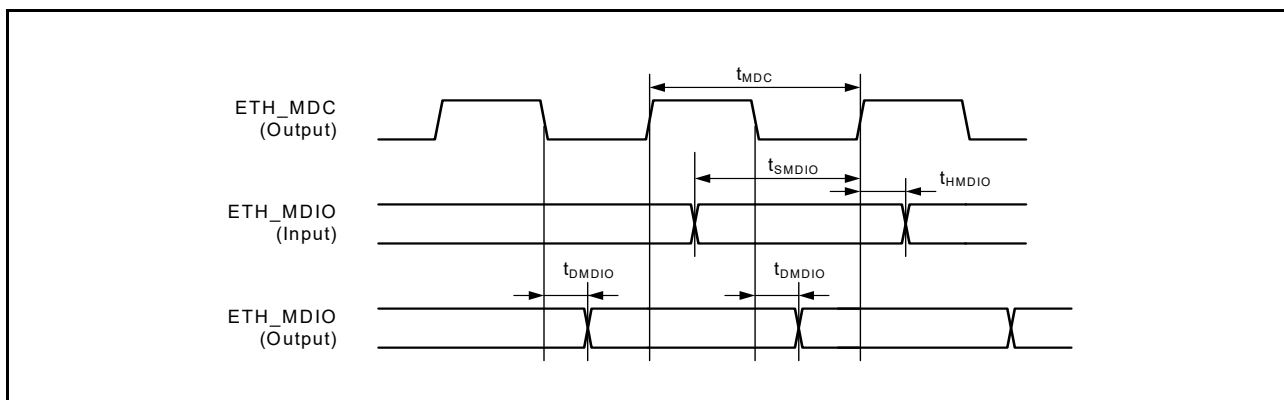 tMDC
ETH_MDC
(Output)
tSMDIO
tHMDIO
ETH_MDIO
(Input)
tDMDIO
tDMDIO
ETH_MDIO
(Output)